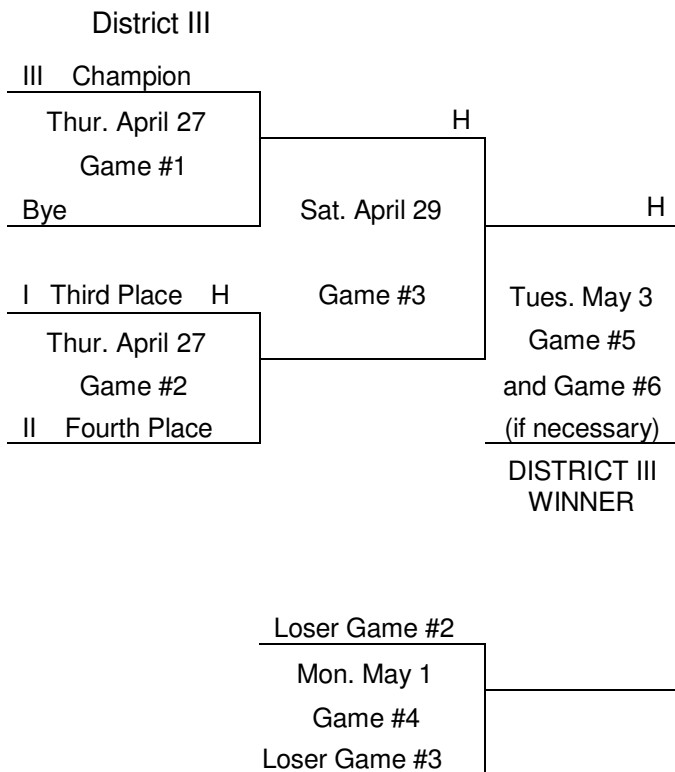 District III
III Champion
Thur. April 27
Game #1
Bye
H
Sat. April 29
Game #3
I Third Place H
Thur. April 27
Game #2
II Fourth Place
H
Tues. May 3
Game #5
and Game #6
(if necessary)
DISTRICT III
WINNER
Loser Game #2
Mon. May 1
Game #4
Loser Game #3